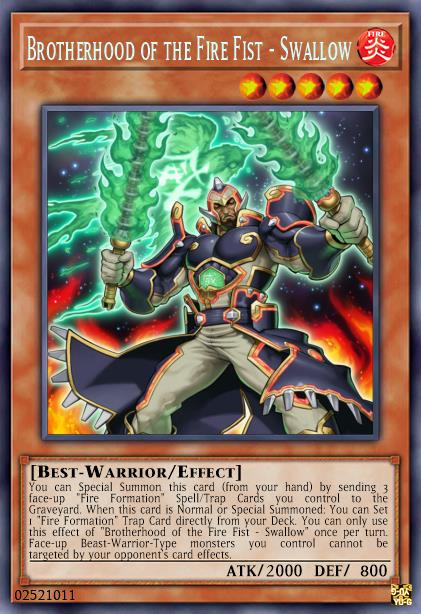 BROTHERHOOD OF THE FIRE FIST - SWALLOW
FIRE
炎
[BEST-WARRIOR/EFFECT]
You can Special Summon this card (from your hand) by sending 3
face-up "Fire Formation" Spell/Trap Cards you control to the
Graveyard. When this card is Normal or Special Summoned: You can Set
1 "Fire Formation" Trap Card directly from your Deck. You can only use
this effect of "Brotherhood of the Fire Fist - Swallow" once per turn.
Face-up Beast-Warrior-Type monsters you control cannot be
targeted by your opponent's card effects.
ATK/2000 DEF/ 800
02521011